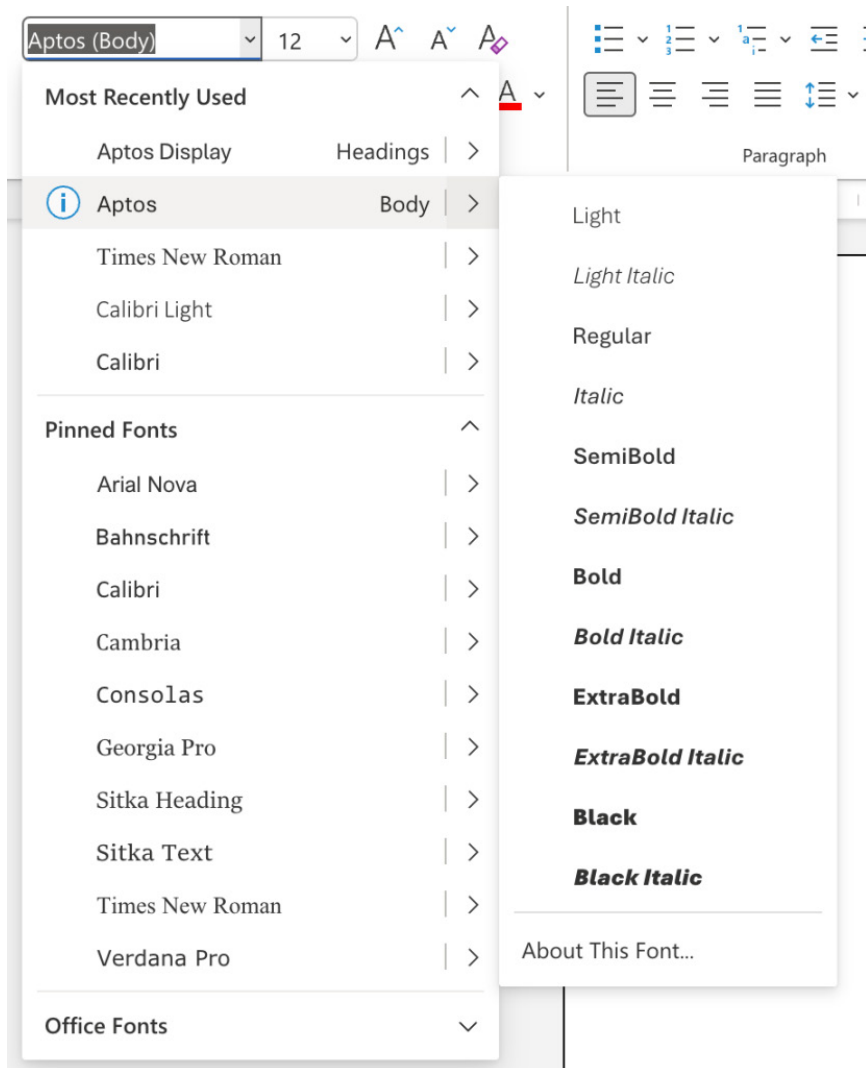 Aptos (Body) 12
Most Recently Used
Aptos Display Headings
Aptos Body
Times New Roman
Calibri Light
Calibri
Pinned Fonts
Arial Nova
Bahnschrift
Calibri
Cambria
Consolas
Georgia Pro
Sitka Heading
Sitka Text
Times New Roman
Verdana Pro
Office Fonts
Paragraph
Light
Light Italic
Regular
Italic
SemiBold
SemiBold Italic
Bold
Bold Italic
ExtraBold
ExtraBold Italic
Black
Black Italic
About This Font...